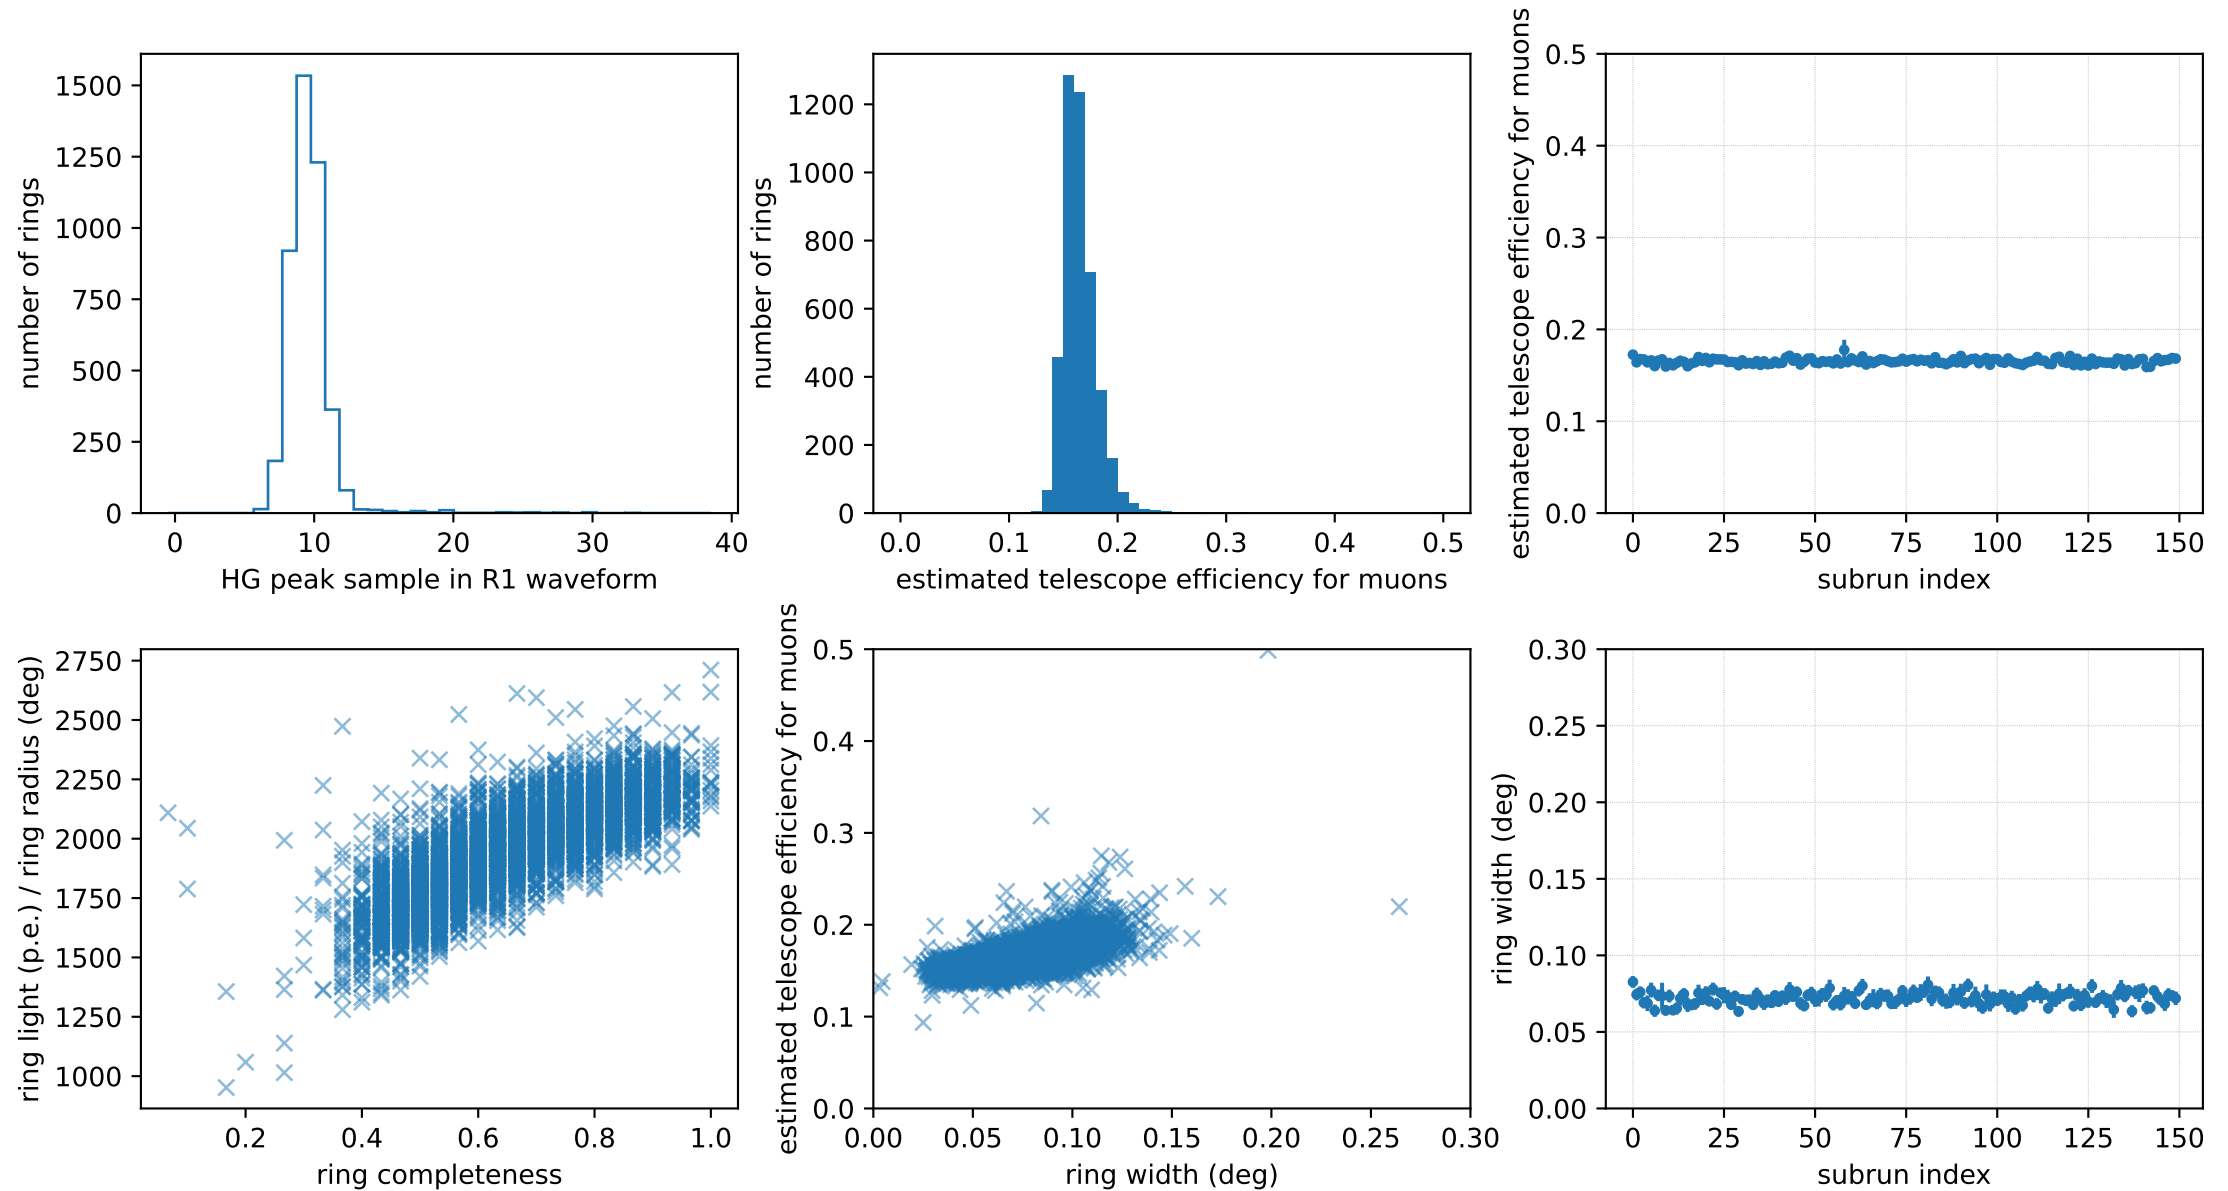 1500
1250
1000
750
500
250
0
number of rings
0 10 20 30 40
HG peak sample in R1 waveform
1200
1000
800
600
400
200
0
number of rings
0.0 0.1 0.2 0.3 0.4 0.5
estimated telescope efficiency for muons
0.5
0.4
0.3
0.2
0.1
0.0
estimated telescope efficiency for muons
0 25 50 75 100 125 150
subrun index
2750
2500
2250
2000
1750
1500
1250
1000
ring light (p.e.) / ring radius (deg)
0.2 0.4 0.6 0.8 1.0
ring completeness
0.5
0.4
0.3
0.2
0.1
0.0
estimated telescope efficiency for muons
0.00 0.05 0.10 0.15 0.20 0.25 0.30
ring width (deg)
0.30
0.25
0.20
0.15
0.10
0.05
0.00
ring width (deg)
0 25 50 75 100 125 150
subrun index